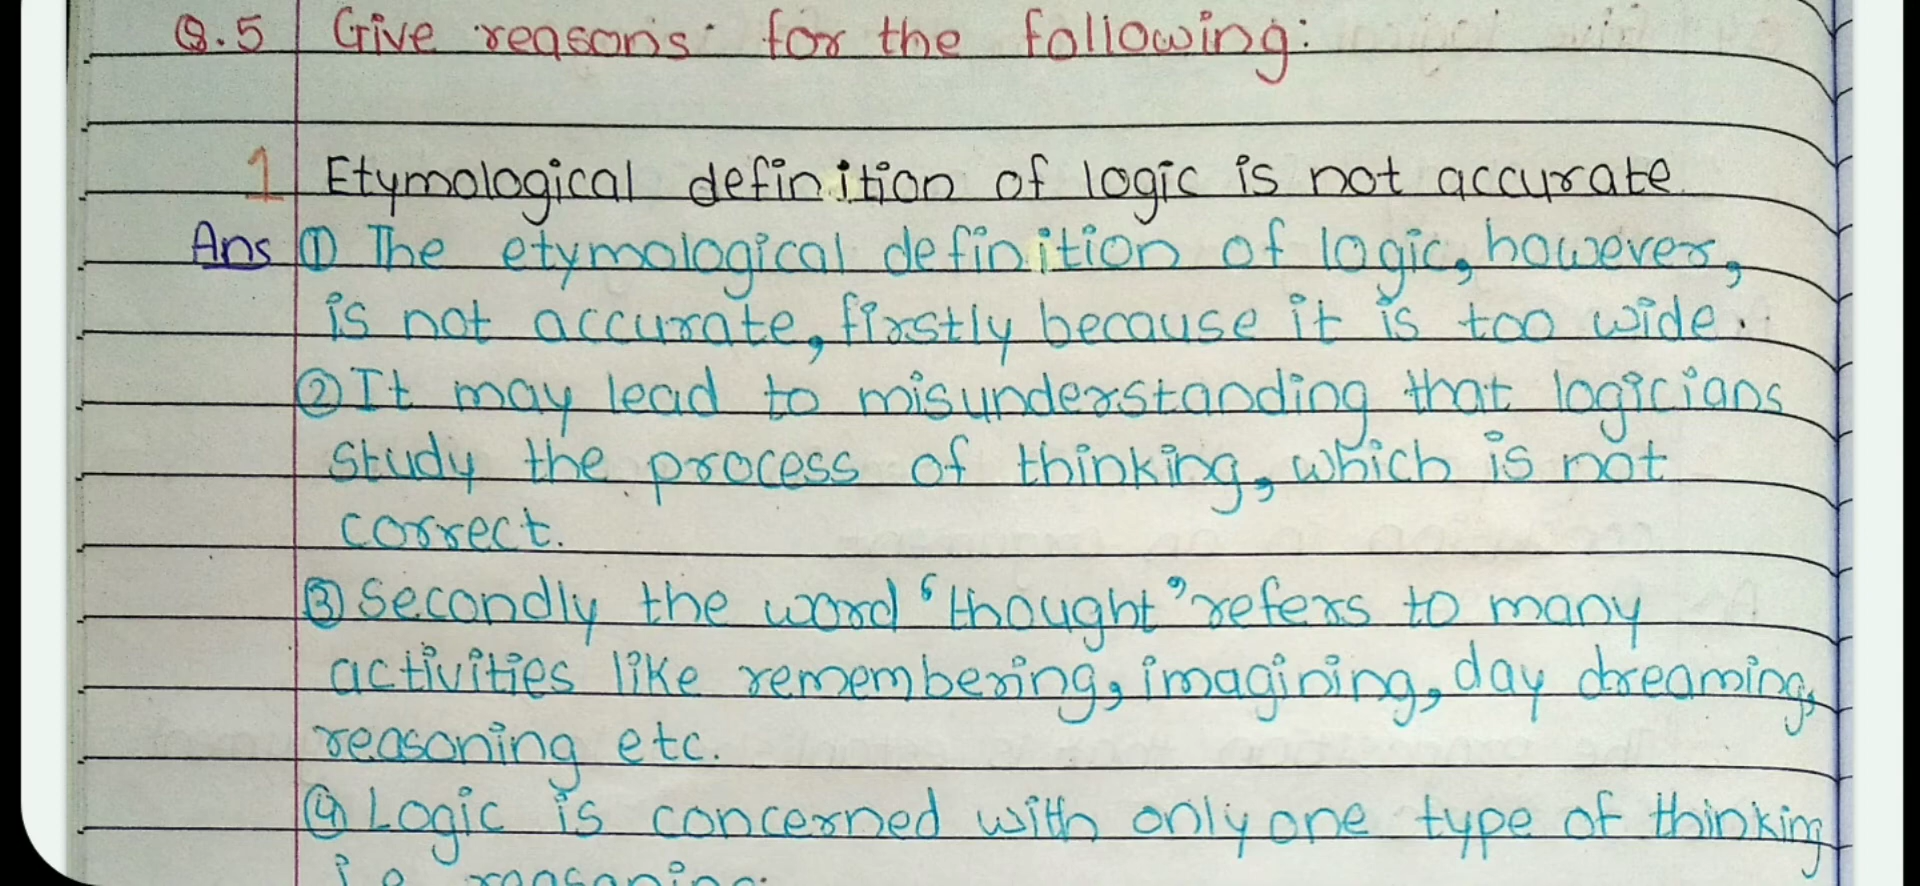 Q.5 Give reasons for the following:
1 Etymological definition of logic is not accurate
Ans ① The etymological definition of logic, however,
is not accurate, firstly because it is too wide.
② It may lead to misunderstanding that logicians
study the process of thinking, which is not
correct.
③ Secondly the word ‘thought’ refers to many
activities like remembering, imagining, day dreaming,
reasoning etc.
④ Logic is concerned with only one type of thinking
i.e reasoning.